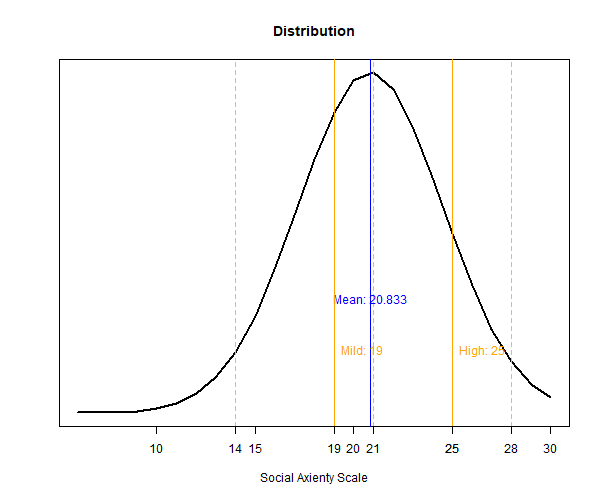 Distribution
Mean: 20.833
Mild: 19 High: 25
10 14 15 19 20 21 25 28 30
Social Axienty Scale